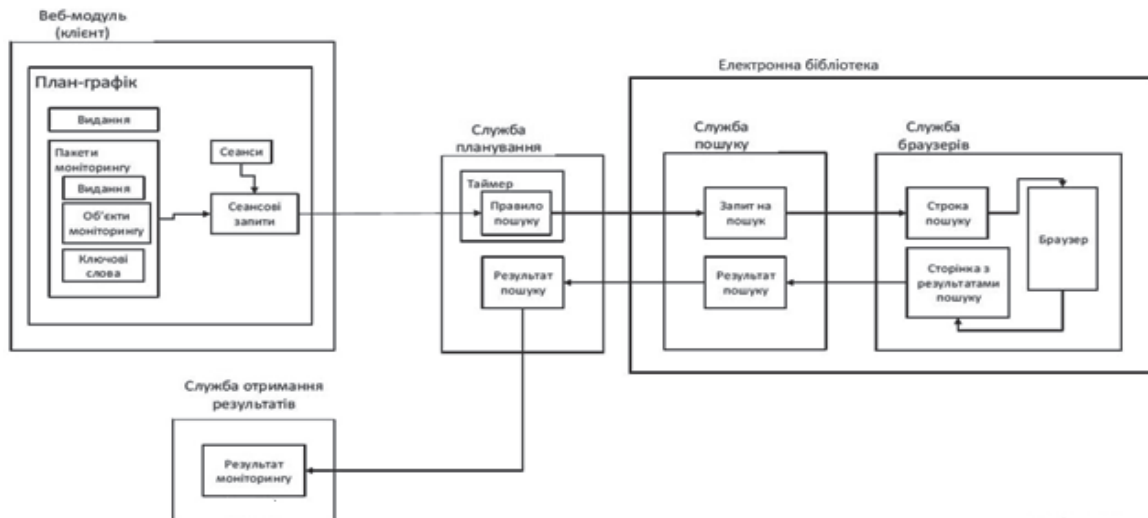 Веб-модуль
(клієнт)
План-графік
Видання
Пакети
моніторингу
Видання
Об'єкти
моніторингу
Ключові
слова
Сеанси
Сеансові
запити
Служба
планування
Таймер
Правило
пошуку
Результат
пошуку
Електронна бібліотека
Служба
пошуку
Запит на
пошук
Результат
пошуку
Служба
браузерів
Строка
пошуку
Браузер
Сторінка з
результатами
пошуку
Служба отримання
результатів
Результат
моніторингу